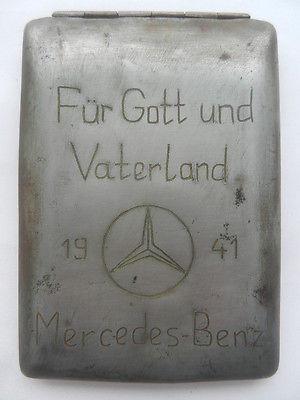 Für Gott und
Vaterland
19 41
Mercedes-Benz